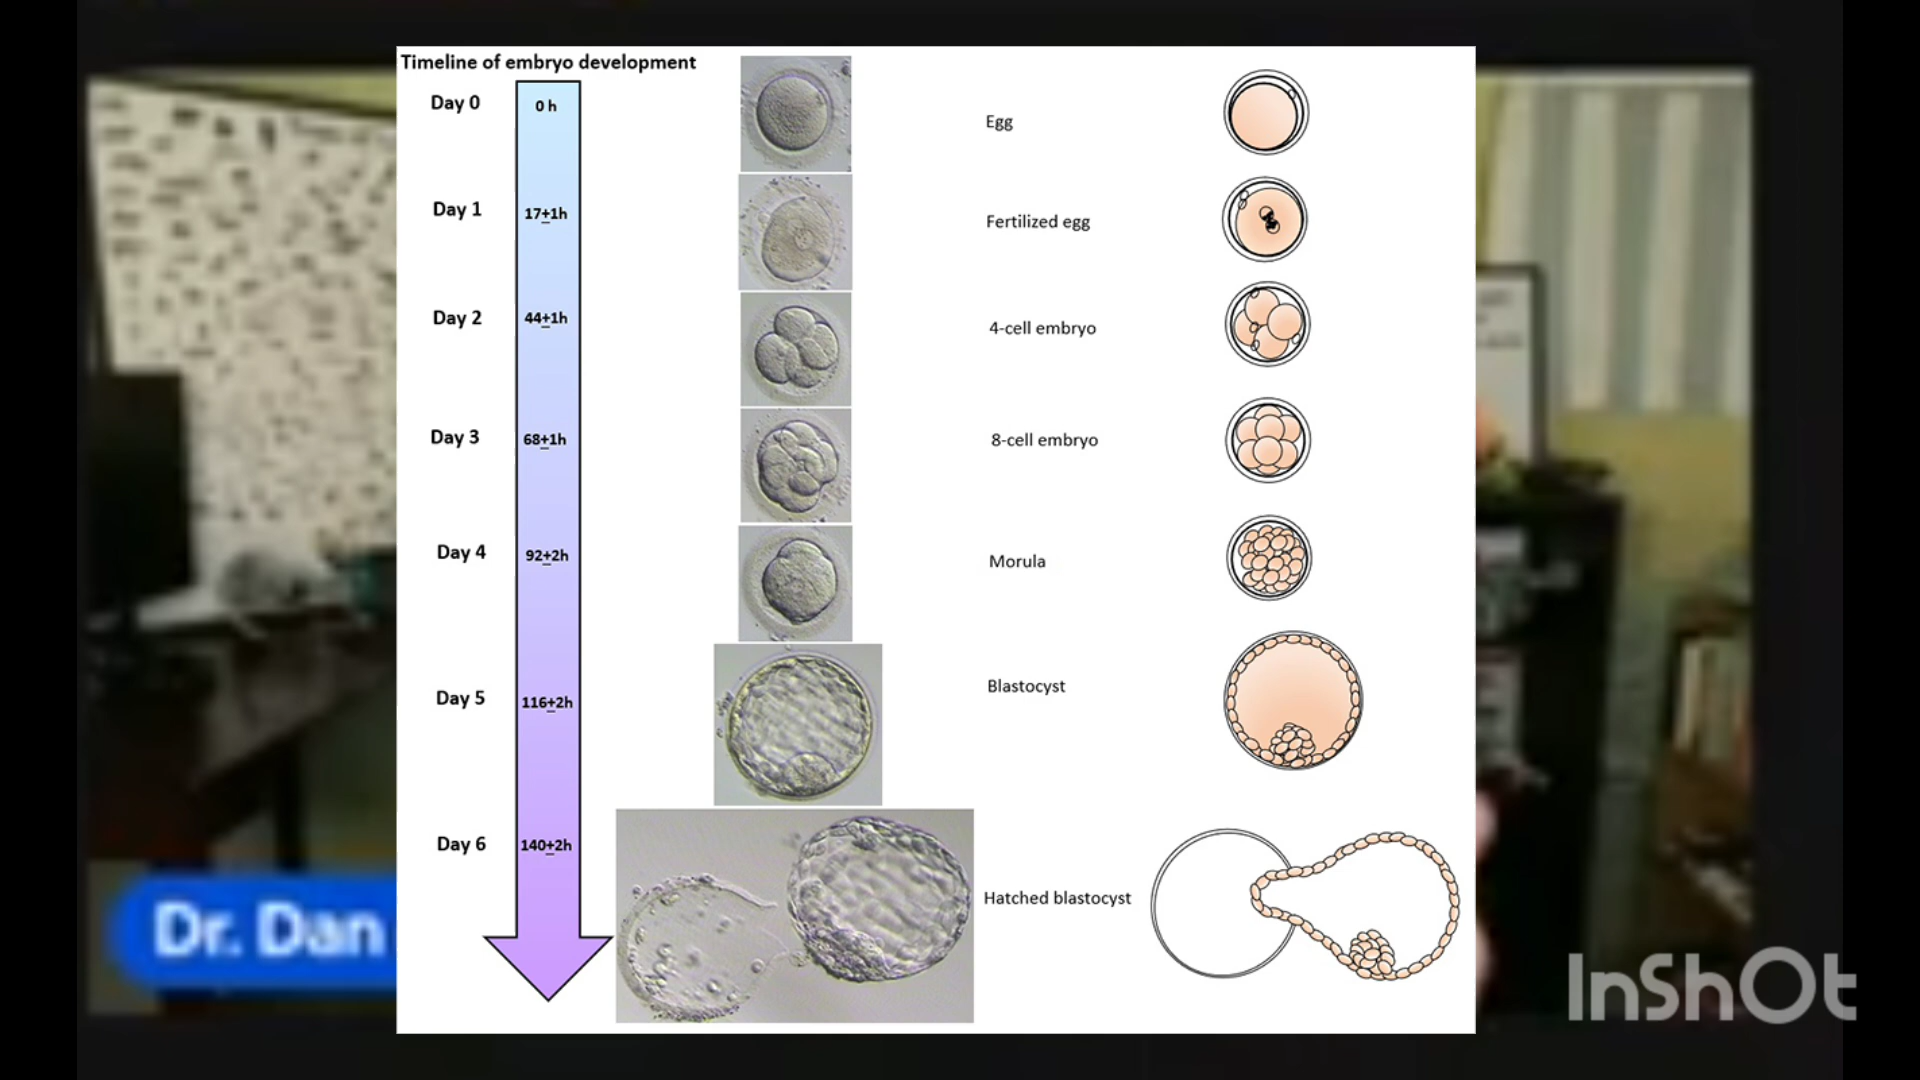 Timeline of embryo development
Day 0
0 h
Egg
Day 1
17±1h
Fertilized egg
Day 2
44±1h
4-cell embryo
Day 3
68±1h
8-cell embryo
Day 4
92±2h
Morula
Day 5
116±2h
Blastocyst
Day 6
140±2h
Hatched blastocyst
Dr. Dan
InShOt